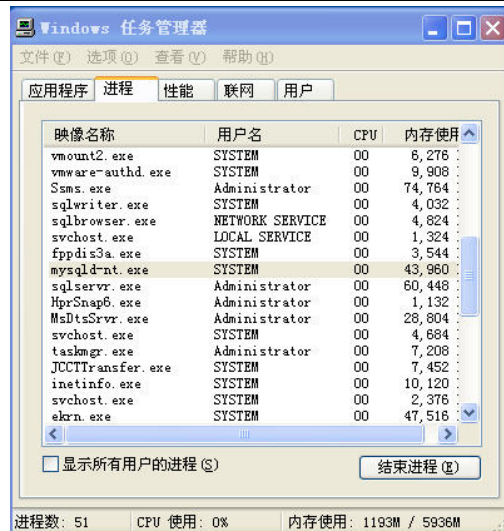 Windows 任务管理器
文件(F) 选项(O) 查看(V) 帮助(H)
应用程序 进程 性能 联网 用户
映像名称 用户名 CPU 内存使用
vmount2.exe SYSTEM 00 6,276
vmware-authd.exe SYSTEM 00 9,908
Ssms.exe Administrator 00 74,764
sqlwriter.exe SYSTEM 00 4,032
sqlbrowser.exe NETWORK SERVICE 00 4,824
svchost.exe LOCAL SERVICE 00 1,324
fppdis3a.exe SYSTEM 00 3,544
mysqld-nt.exe SYSTEM 00 43,960
sqlservr.exe Administrator 00 60,448
HprSnap6.exe Administrator 00 1,132
MsDtsSrvr.exe Administrator 00 28,804
svchost.exe SYSTEM 00 4,684
taskmgr.exe Administrator 00 7,208
JCCTTransfer.exe SYSTEM 00 7,452
inetinfo.exe SYSTEM 00 10,120
svchost.exe SYSTEM 00 2,376
ekrn.exe SYSTEM 00 47,516
显示所有用户的进程(S) 结束进程(E)
进程数: 51 CPU 使用: 0% 内存使用: 1193M / 5936M